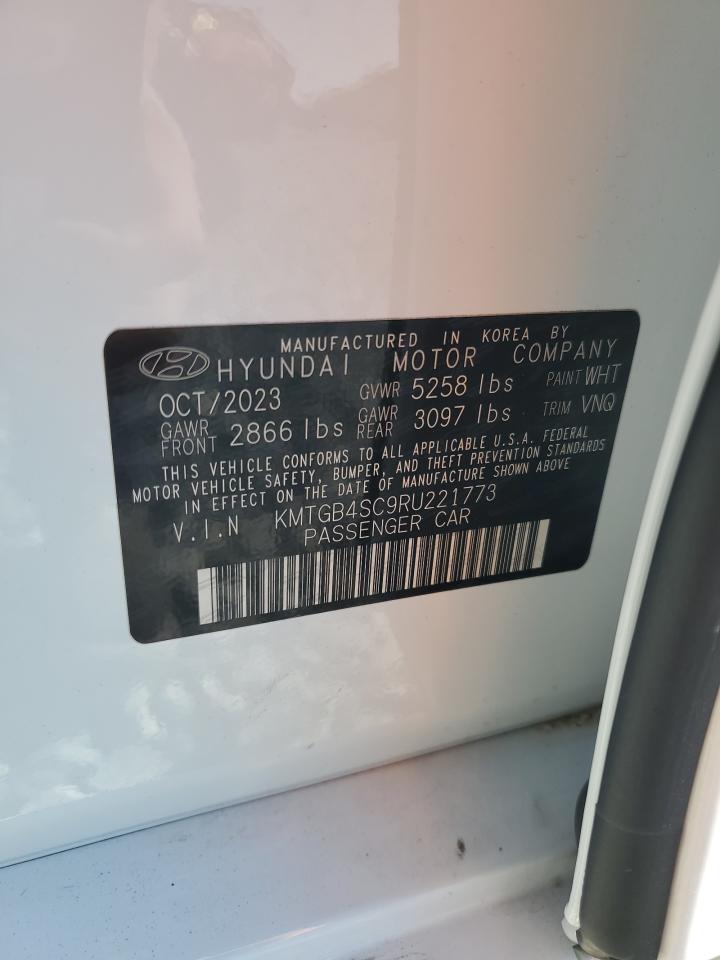 MANUFACTURED IN KOREA BY
HYUNDAI MOTOR COMPANY
OCT/2023 GVWR 5258 lbs PAINT WHT
GAWR FRONT 2866 lbs GAWR REAR 3097 lbs TRIM VNQ
THIS VEHICLE CONFORMS TO ALL APPLICABLE U.S.A. FEDERAL
MOTOR VEHICLE SAFETY, BUMPER, AND THEFT PREVENTION STANDARDS
IN EFFECT ON THE DATE OF MANUFACTURE SHOWN ABOVE
V.I.N KMTGB4SC9RU221773
PASSENGER CAR